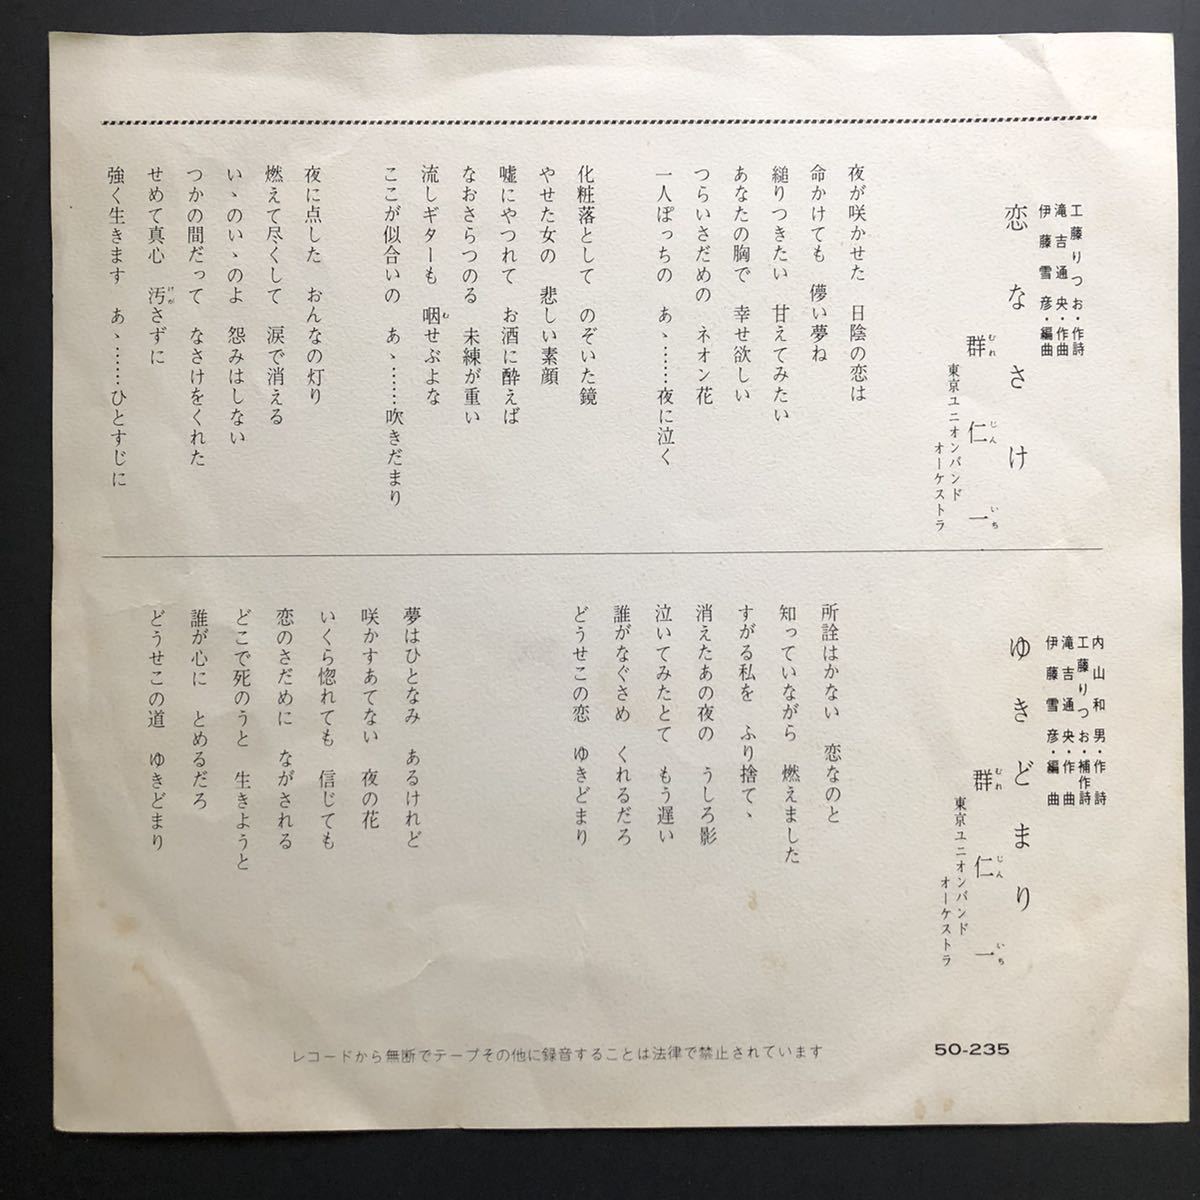 工藤りつお・作詩
滝吉通央・作曲
伊藤雪彦・編曲
恋なさけ
群仁一
むれ じん いち
東京ユニオンバンド
オーケストラ
夜が咲かせた 日陰の恋は
命かけても 儚い夢ね
縋りつきたい 甘えてみたい
あなたの胸で 幸せ欲しい
つらいさだめの ネオン花
一人ぽっちの あゝ……夜に泣く
化粧落として のぞいた鏡
やせた女の 悲しい素顔
嘘にやつれて お酒に酔えば
なおさらつのる 未練が重い
流しギターも 咽せぶよな
む
ここが似合いの あゝ……吹きだまり
夜に点した おんなの灯り
燃えて尽くして 涙で消える
いゝのいゝのよ 怨みはしない
つかの間だって なさけをくれた
せめて真心 汚さずに
けが
強く生きます あゝ……ひとすじに
内山和男・作詩
工藤りつお・補作詩
滝吉通央・作曲
伊藤雪彦・編曲
ゆきどまり
群仁一
むれ じん いち
東京ユニオンバンド
オーケストラ
所詮はかない 恋なのと
知っていながら 燃えました
すがる私を ふり捨てゝ
消えたあの夜の うしろ影
泣いてみたとて もう遅い
誰がなぐさめ くれるだろ
どうせこの恋 ゆきどまり
夢はひとなみ あるけれど
咲かすあてない 夜の花
いくら惚れても 信じても
恋のさだめに ながされる
どこで死のうと 生きようと
誰が心に とめるだろ
どうせこの道 ゆきどまり
レコードから無断でテープその他に録音することは法律で禁止されています
50-235